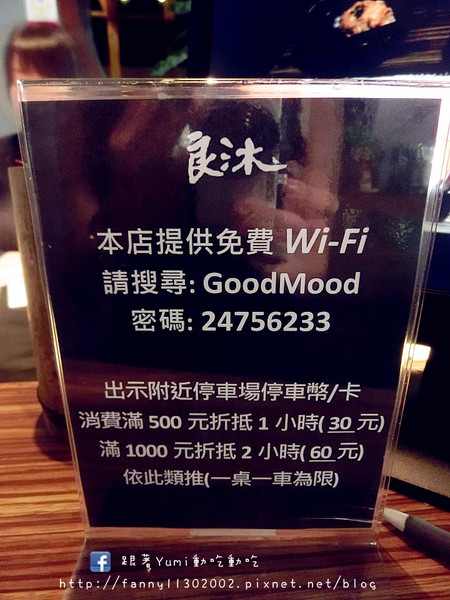 良沐
本店提供免費 Wi-Fi
請搜尋: GoodMood
密碼: 24756233
出示附近停車場停車幣/卡
消費滿 500 元折抵 1 小時( 30 元)
滿 1000 元折抵 2 小時( 60 元)
依此類推(一桌一車為限)
f 跟著Yumi動吃動吃
http://fanny11302002.pixnet.net/blog